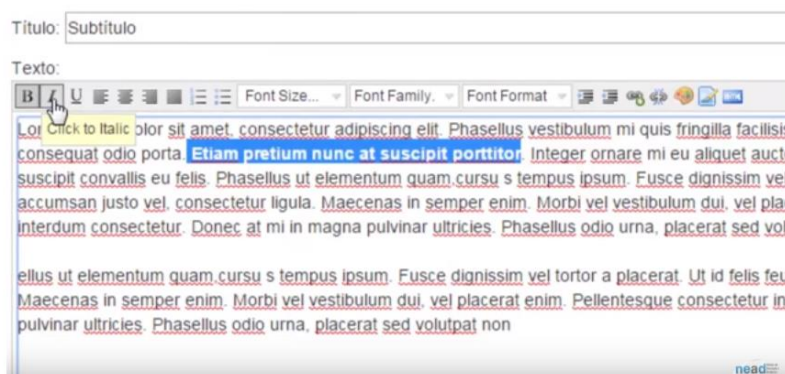 Título: Subtítulo
Texto:
B I U Font Size... Font Family. Font Format
Click to Italic
Lor olor sit amet, consectetur adipiscing elit. Phasellus vestibulum mi quis fringilla facilisis
consequat odio porta. Etiam pretium nunc at suscipit porttitor. Integer ornare mi eu aliquet aucto
suscipit convallis eu felis. Phasellus ut elementum quam,cursu s tempus ipsum. Fusce dignissim vel
accumsan justo vel, consectetur ligula. Maecenas in semper enim. Morbi vel vestibulum dui, vel pla
interdum consectetur. Donec at mi in magna pulvinar ultricies. Phasellus odio urna, placerat sed vol
ellus ut elementum quam,cursu s tempus ipsum. Fusce dignissim vel tortor a placerat. Ut id felis feu
Maecenas in semper enim. Morbi vel vestibulum dui, vel placerat enim. Pellentesque consectetur in
pulvinar ultricies. Phasellus odio urna, placerat sed volutpat non
nead